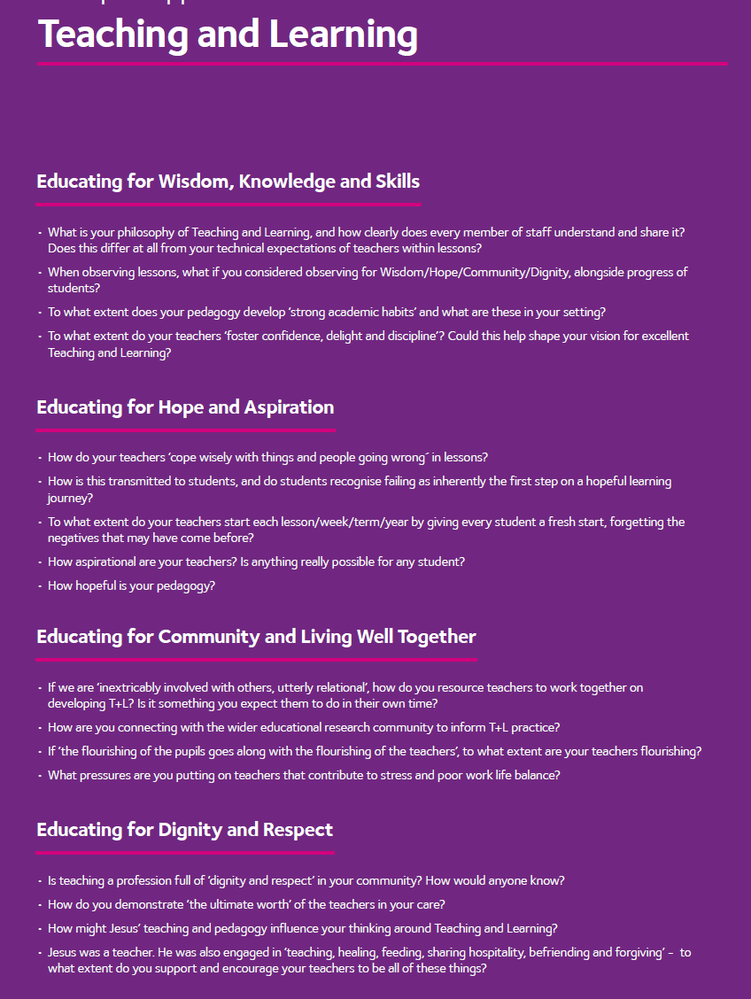 Teaching and Learning
Educating for Wisdom, Knowledge and Skills
- What is your philosophy of Teaching and Learning, and how clearly does every member of staff understand and share it?
Does this differ at all from your technical expectations of teachers within lessons?
- When observing lessons, what if you considered observing for Wisdom/Hope/Community/Dignity, alongside progress of
students?
- To what extent does your pedagogy develop ‘strong academic habits’ and what are these in your setting?
- To what extent do your teachers ‘foster confidence, delight and discipline’? Could this help shape your vision for excellent
Teaching and Learning?
Educating for Hope and Aspiration
- How do your teachers ‘cope wisely with things and people going wrong´ in lessons?
- How is this transmitted to students, and do students recognise failing as inherently the first step on a hopeful learning
journey?
- To what extent do your teachers start each lesson/week/term/year by giving every student a fresh start, forgetting the
negatives that may have come before?
- How aspirational are your teachers? Is anything really possible for any student?
- How hopeful is your pedagogy?
Educating for Community and Living Well Together
- If we are ‘inextricably involved with others, utterly relational’, how do you resource teachers to work together on
developing T+L? Is it something you expect them to do in their own time?
- How are you connecting with the wider educational research community to inform T+L practice?
- If ‘the flourishing of the pupils goes along with the flourishing of the teachers’, to what extent are your teachers flourishing?
- What pressures are you putting on teachers that contribute to stress and poor work life balance?
Educating for Dignity and Respect
- Is teaching a profession full of ‘dignity and respect’ in your community? How would anyone know?
- How do you demonstrate ‘the ultimate worth’ of the teachers in your care?
- How might Jesus’ teaching and pedagogy influence your thinking around Teaching and Learning?
- Jesus was a teacher. He was also engaged in ‘teaching, healing, feeding, sharing hospitality, befriending and forgiving’ – to
what extent do you support and encourage your teachers to be all of these things?